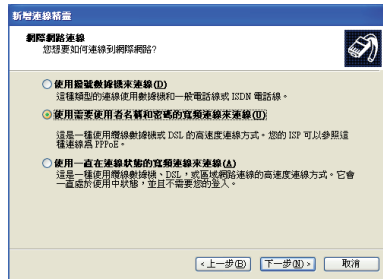 新增連線精靈
網際網路連線
您想要如何連線到網際網路?
使用撥號數據機來連線(D)
這種類型的連線使用數據機和一般電話線或 ISDN 電話線。
使用需要使用者名稱和密碼的寬頻連線來連線(U)
這是一種使用纜線數據機或 DSL 的高速度連線方式。您的 ISP 可以參照這
種連線為 PPPoE。
使用一直在連線狀態的寬頻連線來連線(A)
這是一種使用纜線數據機、DSL,或區域網路連線的高速度連線方式。它會
一直處於使用中狀態,並且不需要您的登入。
<上一步(B)
下一步(N)>
取消